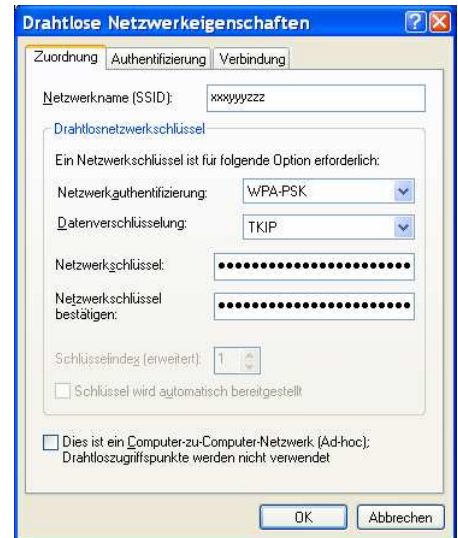 Drahtlose Netzwerkeigenschaften
Zuordnung Authentifizierung Verbindung
Netzwerkname (SSID): xxxyyyzzz
Drahtlosnetzwerkschlüssel
Ein Netzwerkschlüssel ist für folgende Option erforderlich:
Netzwerkauthentifizierung: WPA-PSK
Datenverschlüsselung: TKIP
Netzwerkschlüssel: ●●●●●●●●●●●●●●●●●●●●●●●
Netzwerkschlüssel
bestätigen: ●●●●●●●●●●●●●●●●●●●●●●●
Schlüsselindex (erweitert): 1
Schlüssel wird automatisch bereitgestellt
Dies ist ein Computer-zu-Computer-Netzwerk (Ad-hoc);
Drahtloszugriffspunkte werden nicht verwendet
OK Abbrechen